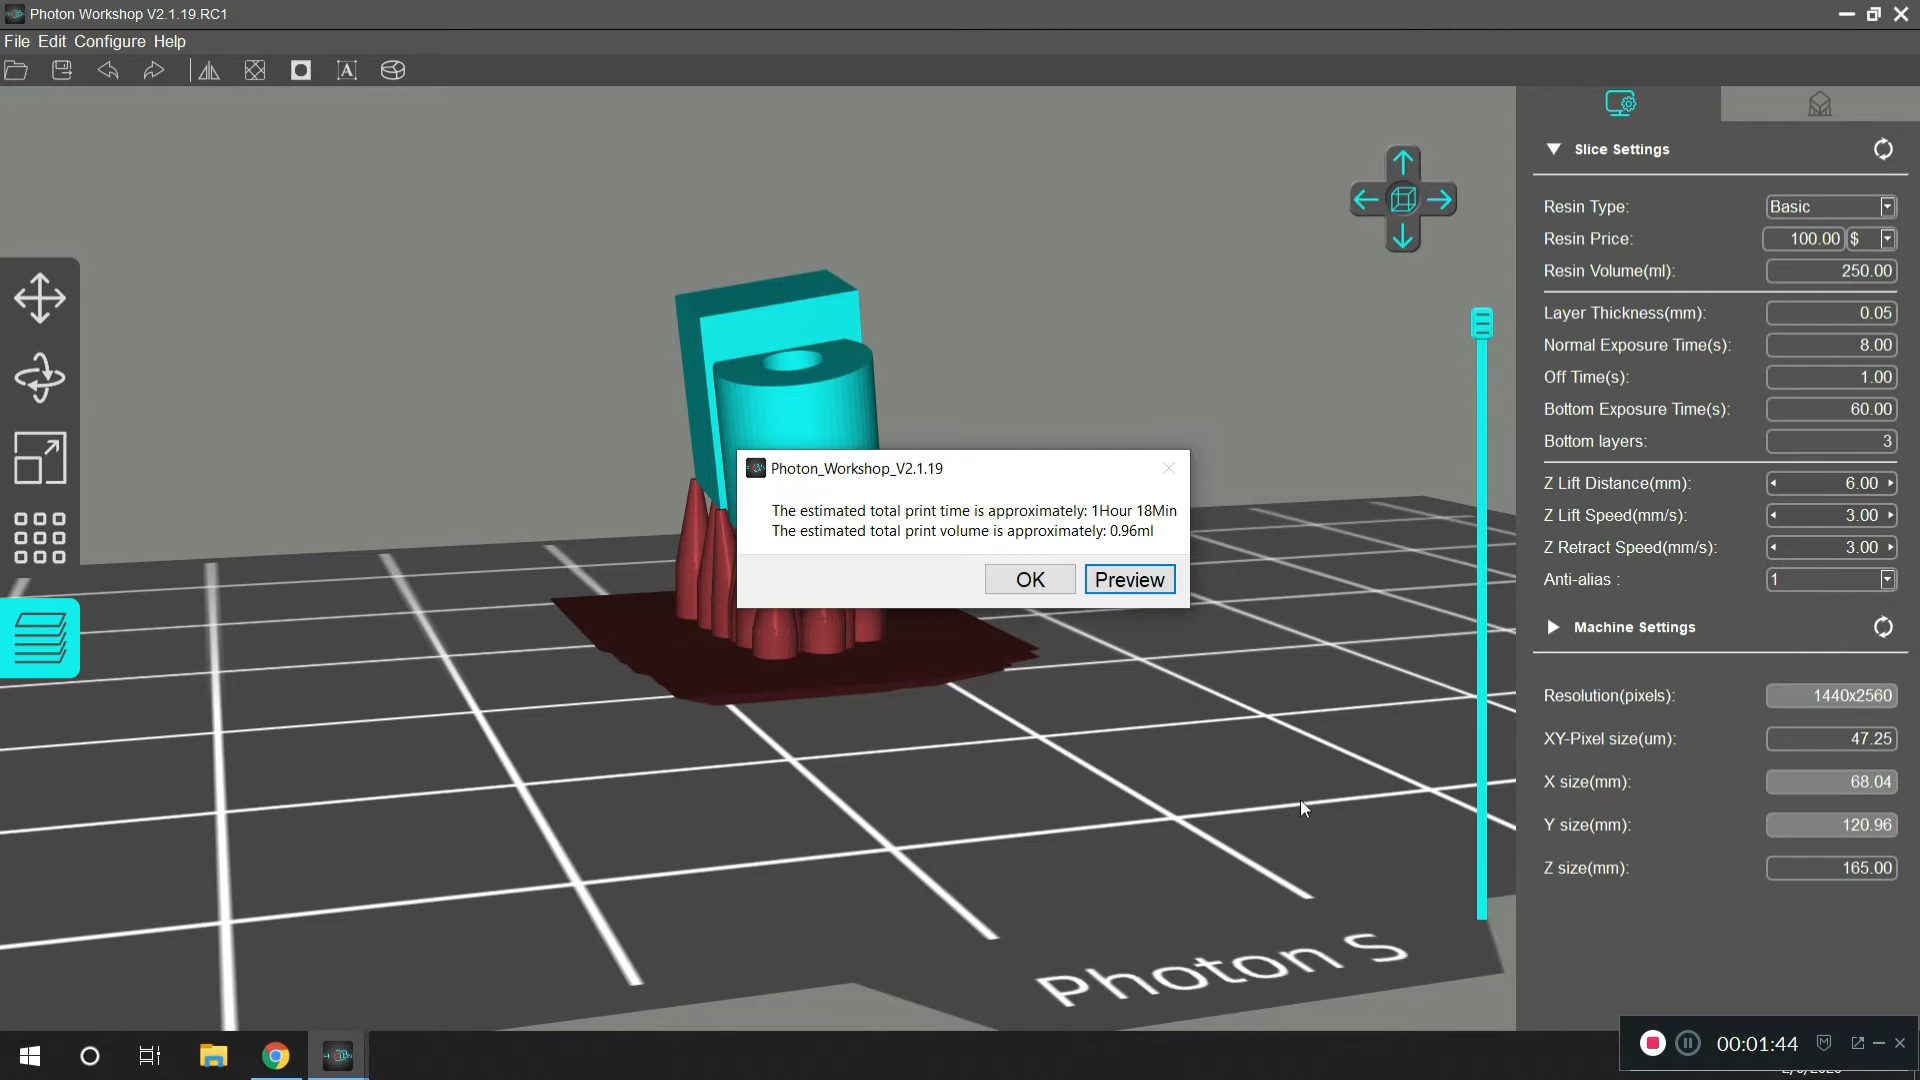 Photon Workshop V2.1.19.RC1
File Edit Configure Help
Slice Settings
Resin Type: Basic
Resin Price: 100.00 $
Resin Volume(ml): 250.00
Layer Thickness(mm): 0.05
Normal Exposure Time(s): 8.00
Off Time(s): 1.00
Bottom Exposure Time(s): 60.00
Bottom layers: 3
Z Lift Distance(mm): 6.00
Z Lift Speed(mm/s): 3.00
Z Retract Speed(mm/s): 3.00
Anti-alias : 1
Machine Settings
Resolution(pixels): 1440x2560
XY-Pixel size(um): 47.25
X size(mm): 68.04
Y size(mm): 120.96
Z size(mm): 165.00
Photon_Workshop_V2.1.19
The estimated total print time is approximately: 1Hour 18Min
The estimated total print volume is approximately: 0.96ml
OK Preview
Photon S
00:01:44